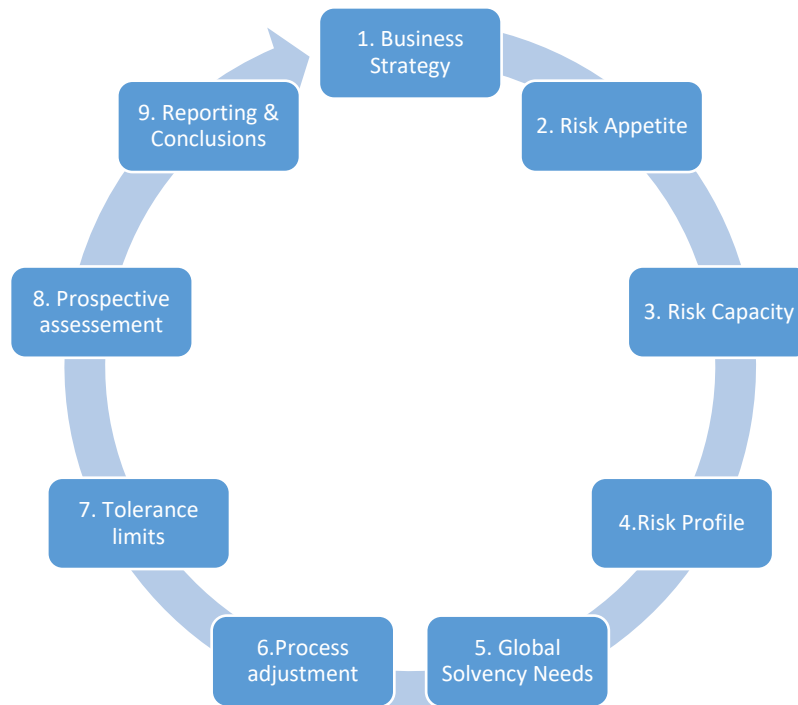 1. Business
Strategy
2. Risk Appetite
3. Risk Capacity
4.Risk Profile
5. Global
Solvency Needs
6.Process
adjustment
7. Tolerance
limits
8. Prospective
assessement
9. Reporting &
Conclusions